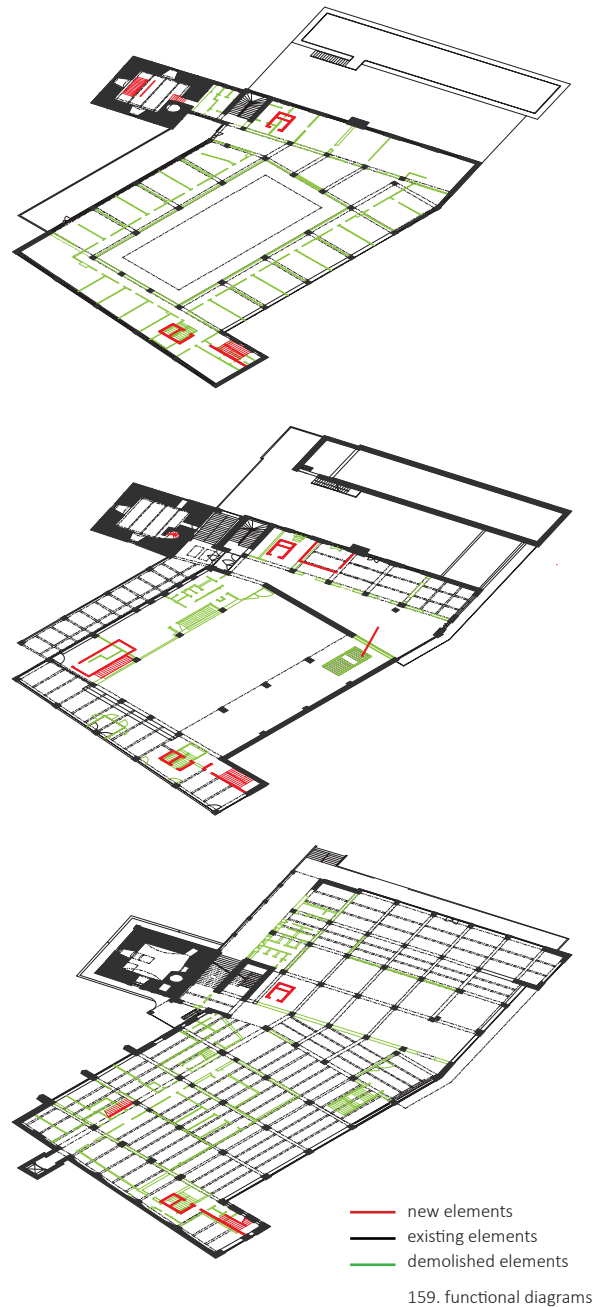 new elements
existing elements
demolished elements
159. functional diagrams